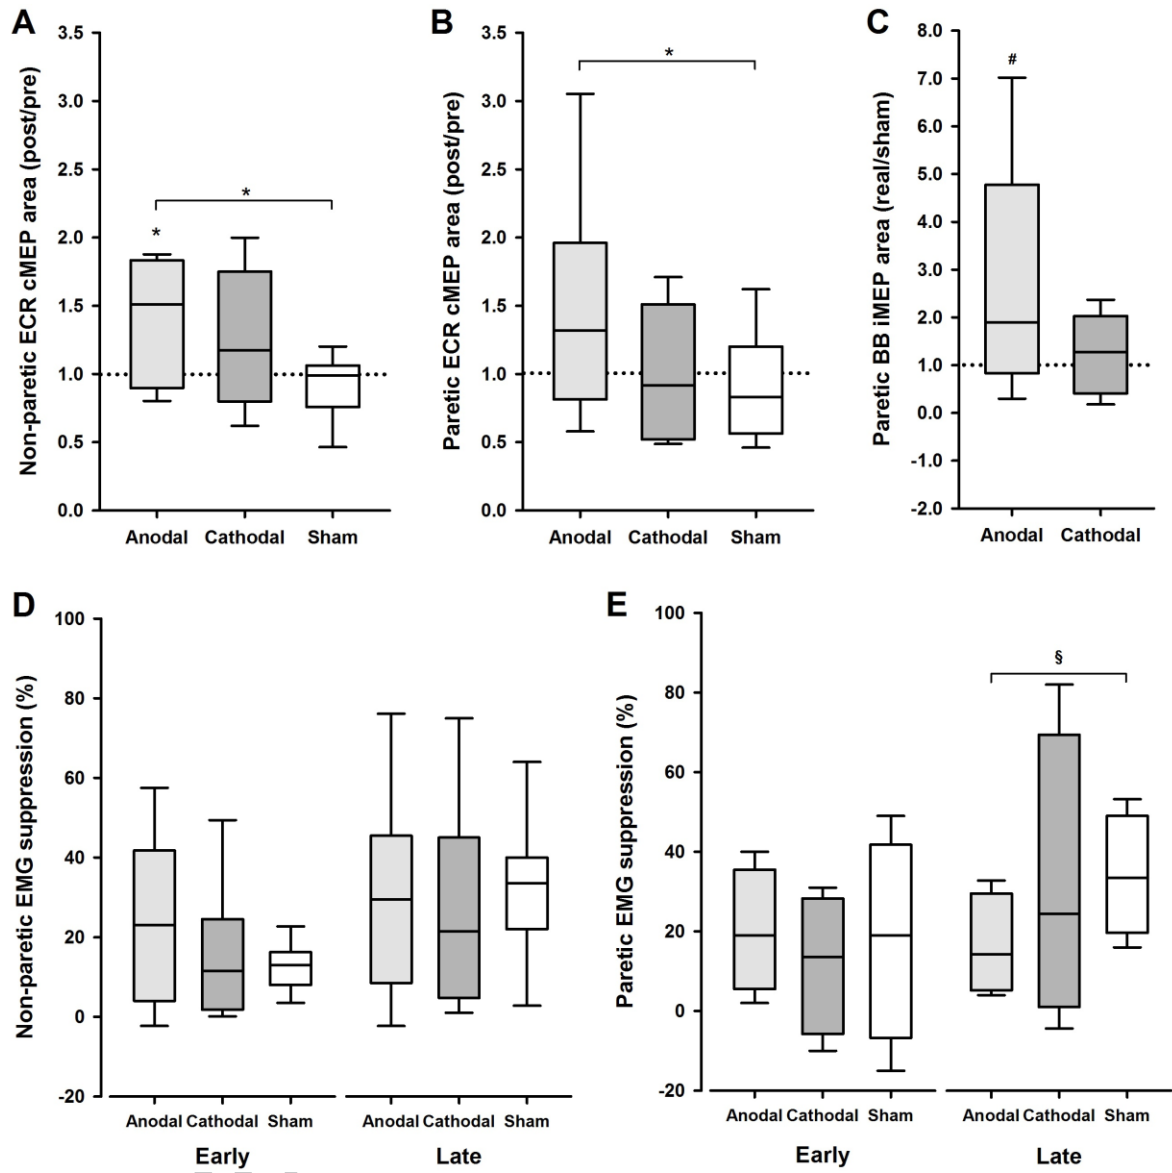 A
Non-paretic ECR cMEP area (post/pre)
3.5
3.0
2.5
2.0
1.5
1.0
0.5
0.0
*
*
Anodal Cathodal Sham
B
Paretic ECR cMEP area (post/pre)
3.5
3.0
2.5
2.0
1.5
1.0
0.5
0.0
*
Anodal Cathodal Sham
C
Paretic BB iMEP area (real/sham)
8.0
7.0
6.0
5.0
4.0
3.0
2.0
1.0
0.0
-1.0
-2.0
#
Anodal Cathodal
D
Non-paretic EMG suppression (%)
100
80
60
40
20
0
-20
Anodal Cathodal Sham Anodal Cathodal Sham
Early Late
E
Paretic EMG suppression (%)
100
80
60
40
20
0
-20
§
Anodal Cathodal Sham Anodal Cathodal Sham
Early Late